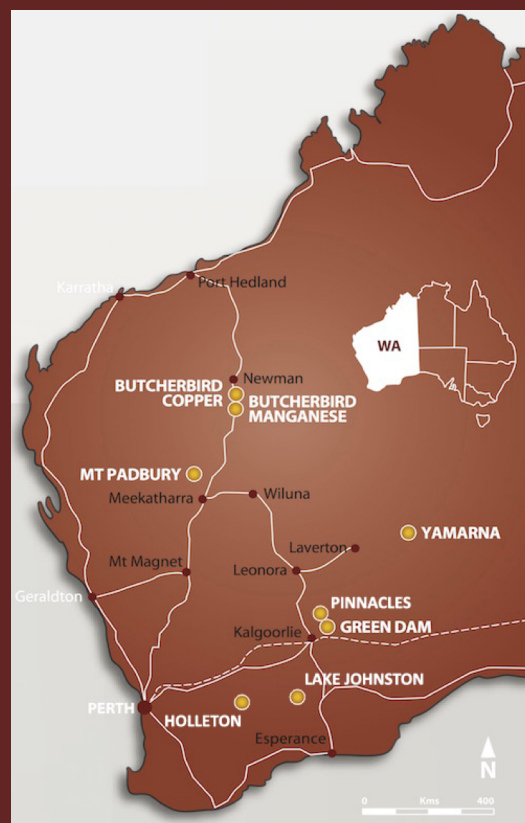 Karratha
Port Hedland
WA
Newman
BUTCHERBIRD
COPPER
BUTCHERBIRD
MANGANESE
MT PADBURY
Meekatharra
Wiluna
YAMARNA
Laverton
Mt Magnet
Leonora
Geraldton
PINNACLES
GREEN DAM
Kalgoorlie
LAKE JOHNSTON
PERTH
HOLLETON
Esperance
N
0 Kms 400